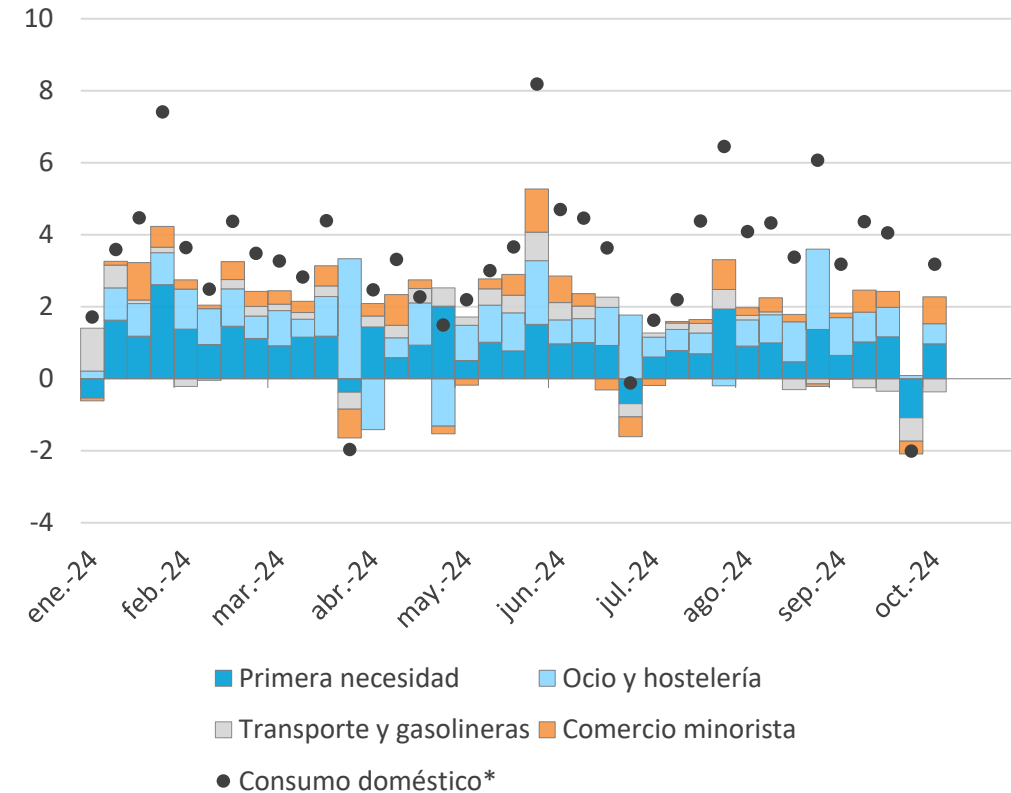 10
8
6
4
2
0
-2
-4
ene.-24
feb.-24
mar.-24
abr.-24
may.-24
jun.-24
jul.-24
ago.-24
sep.-24
oct.-24
Primera necesidad
Ocio y hostelería
Transporte y gasolineras
Comercio minorista
Consumo doméstico*